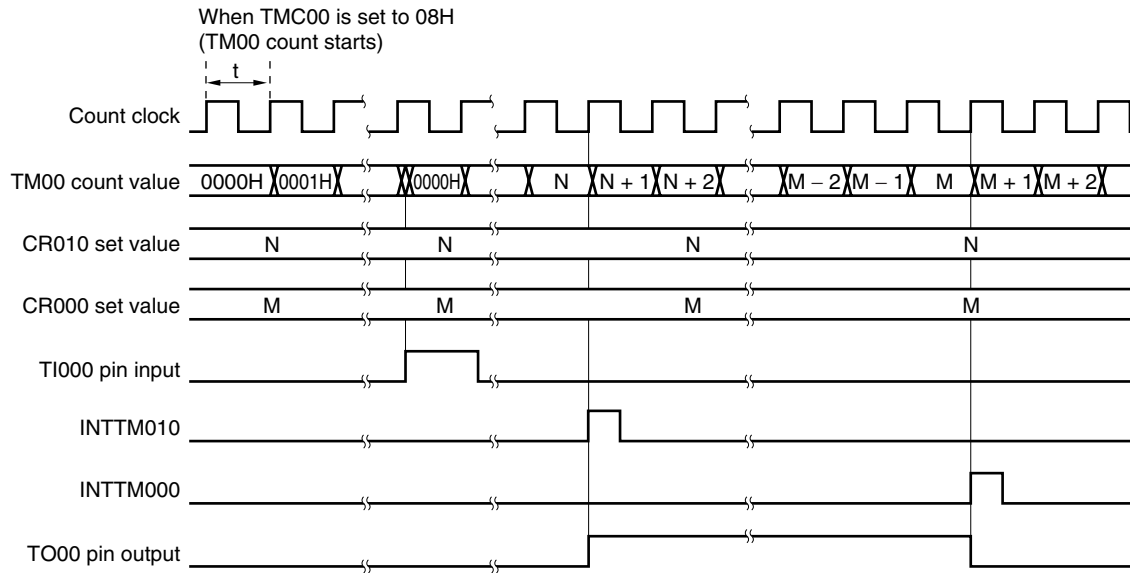 When TMC00 is set to 08H
(TM00 count starts)
t
Count clock
TM00 count value 0000H 0001H 0000H N N + 1 N + 2 M − 2 M − 1 M M + 1 M + 2
CR010 set value N N N N
CR000 set value M M M M
TI000 pin input
INTTM010
INTTM000
TO00 pin output